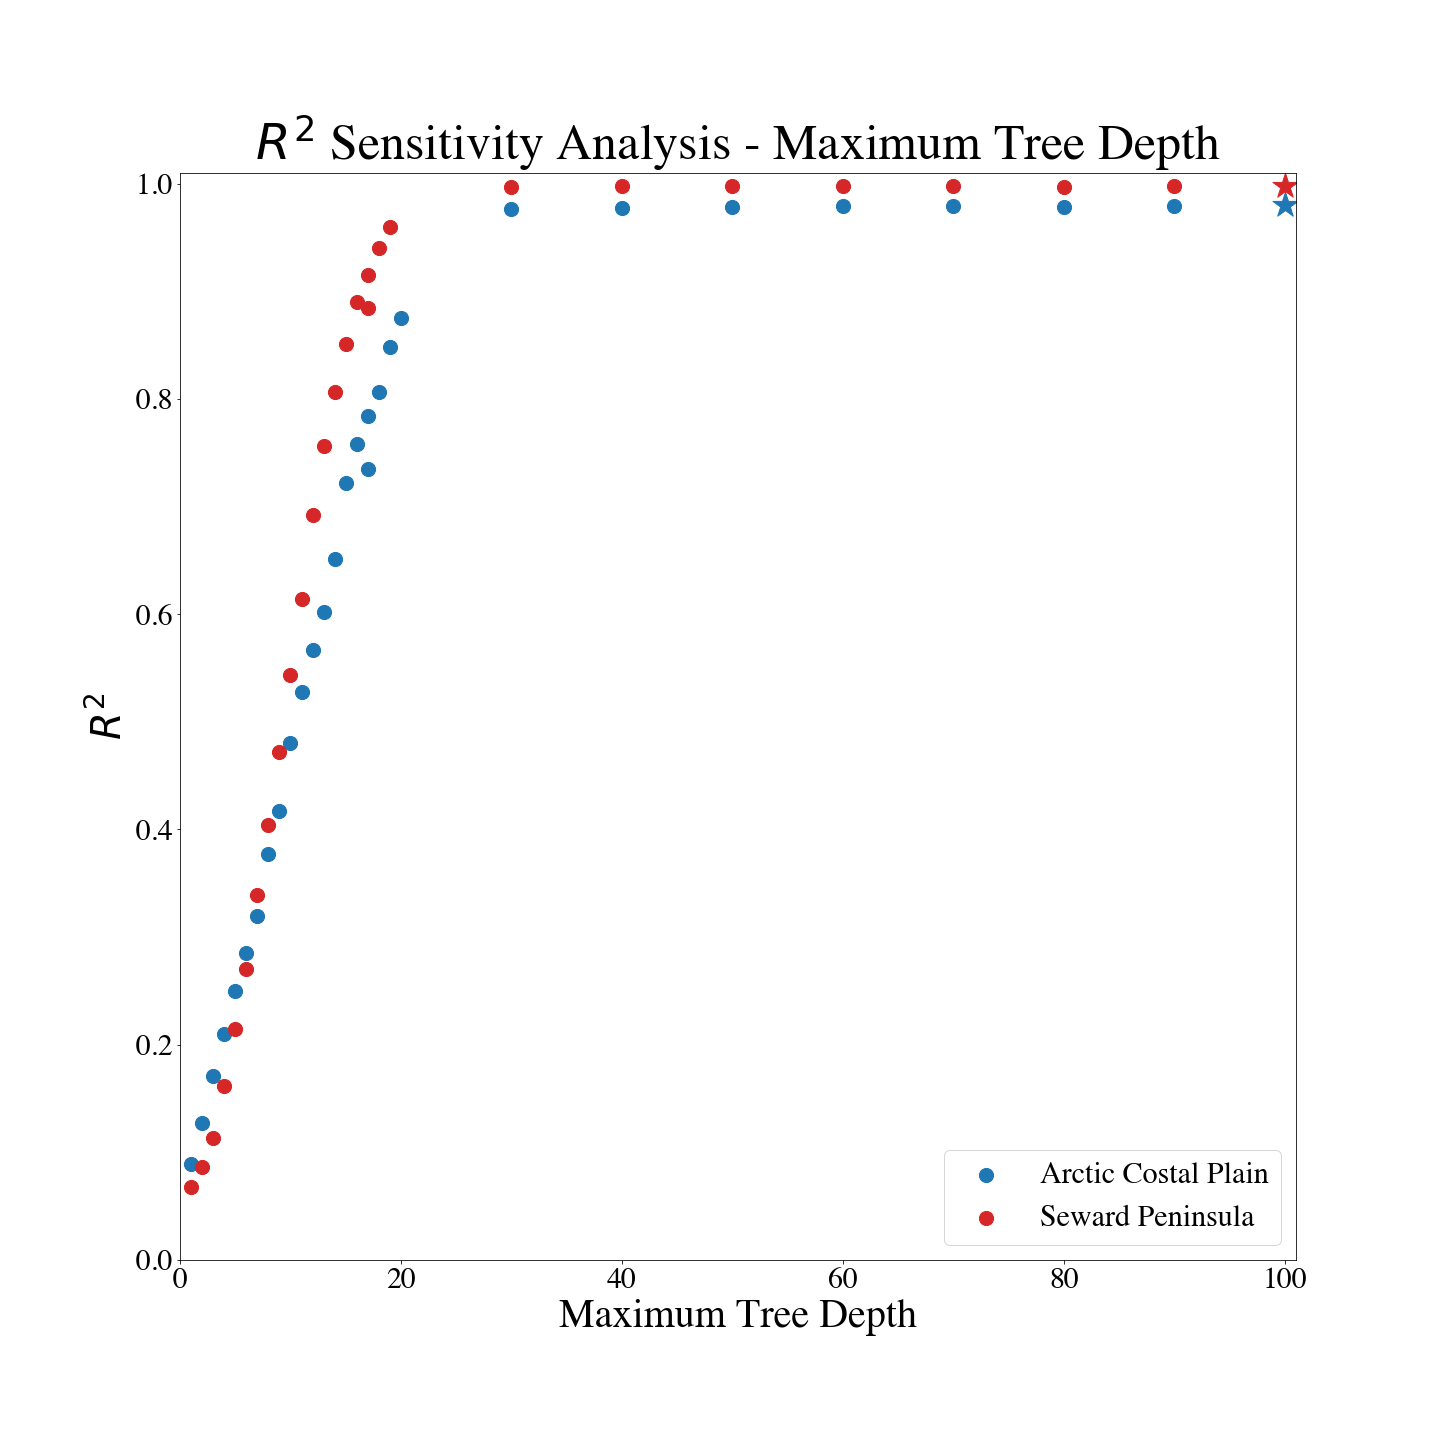 R² Sensitivity Analysis - Maximum Tree Depth
1.0
0.8
0.6
0.4
0.2
0.0
R²
0 20 40 60 80 100
Maximum Tree Depth
Arctic Costal Plain
Seward Peninsula